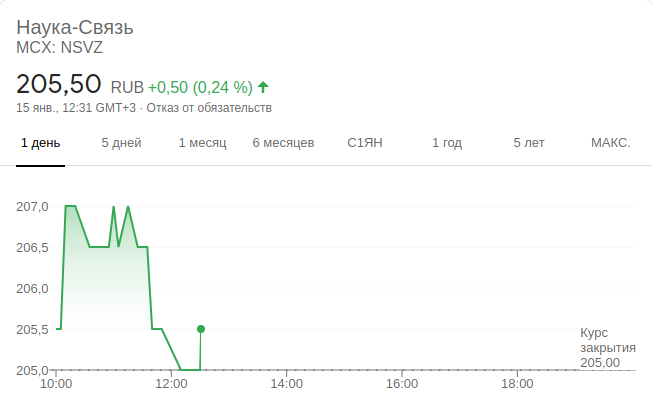 Наука-Связь
MCX: NSVZ
205,50 RUB +0,50 (0,24 %)
15 янв., 12:31 GMT+3 · Отказ от обязательств
1 день 5 дней 1 месяц 6 месяцев С1ЯН 1 год 5 лет МАКС.
207,0
206,5
206,0
205,5
Курс
закрытия
205,00
205,0
10:00 12:00 14:00 16:00 18:00